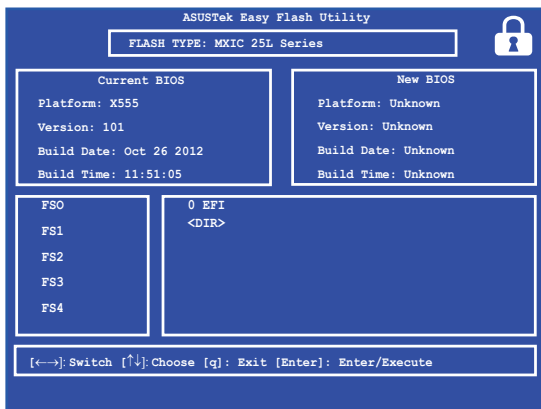 ASUSTek Easy Flash Utility
FLASH TYPE: MXIC 25L Series
Current BIOS
Platform: X555
Version: 101
Build Date: Oct 26 2012
Build Time: 11:51:05
New BIOS
Platform: Unknown
Version: Unknown
Build Date: Unknown
Build Time: Unknown
FSO
FS1
FS2
FS3
FS4
0 EFI
<DIR>
[←→]: Switch [↑↓]: Choose [q]: Exit [Enter]: Enter/Execute